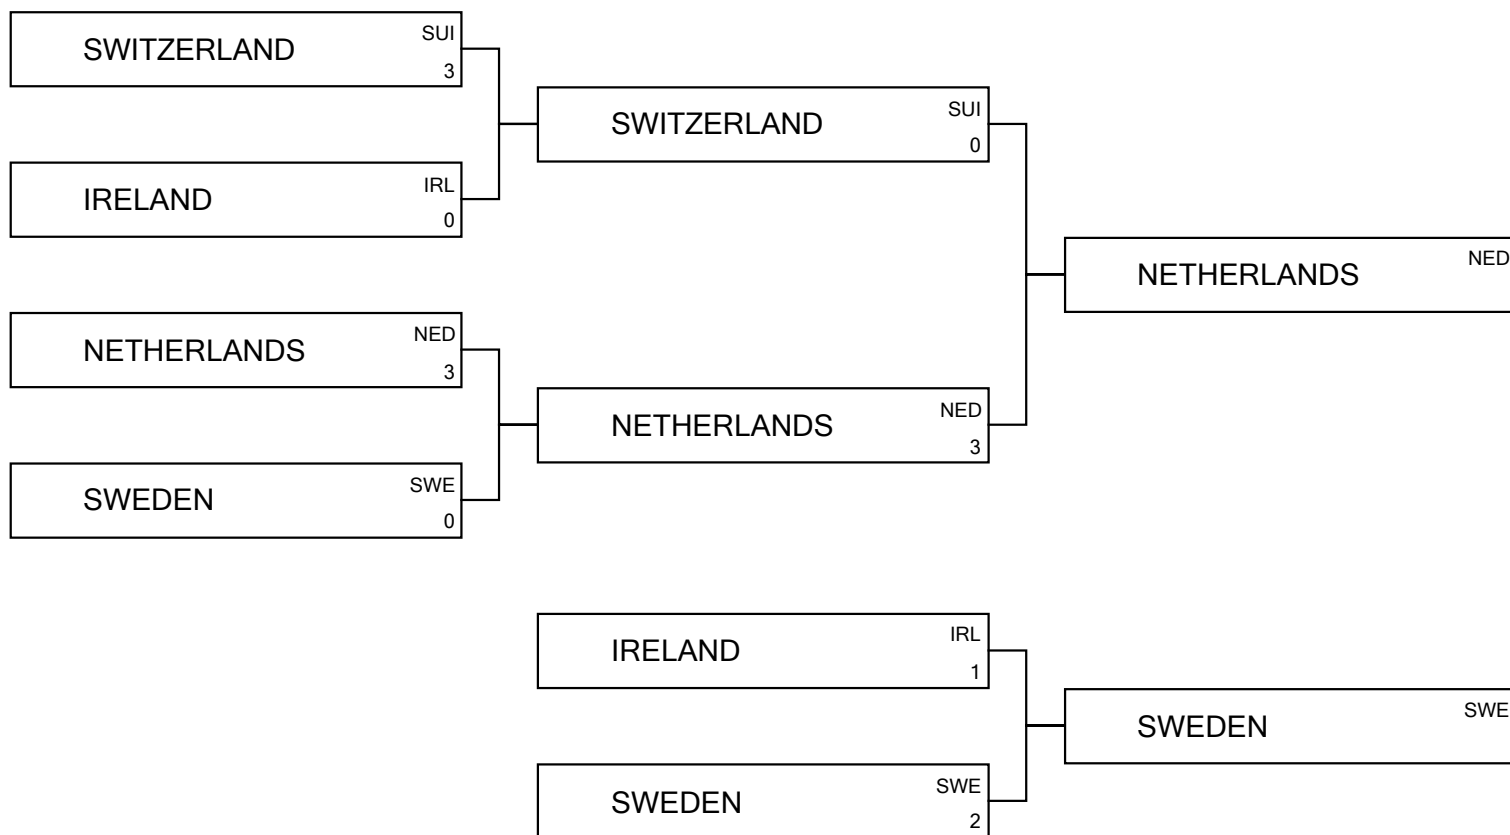 SWITZERLAND SUI
3
IRELAND IRL
0
NETHERLANDS NED
3
SWEDEN SWE
0
SWITZERLAND SUI
0
NETHERLANDS NED
3
IRELAND IRL
1
SWEDEN SWE
2
NETHERLANDS NED
SWEDEN SWE